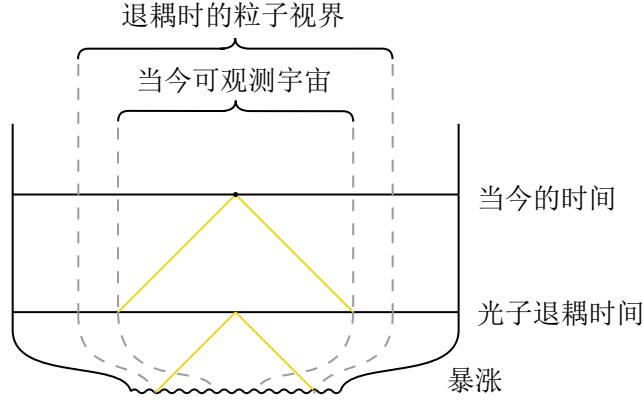 退耦时的粒子视界
当今可观测宇宙
当今的时间
光子退耦时间
暴涨